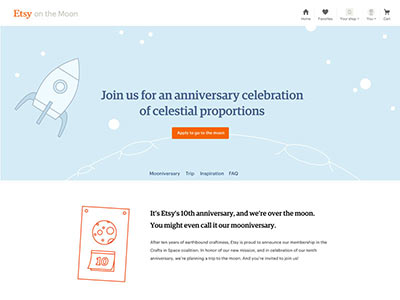 Etsy on the Moon
Home Favorites Your shop You Cart
Join us for an anniversary celebration
of celestial proportions
Apply to go to the moon
Mooniversary Trip Inspiration FAQ
It's Etsy's 10th anniversary, and we're over the moon.
You might even call it our mooniversary.
After ten years of earthbound craftiness, Etsy is proud to announce our membership in the
Crafts in Space coalition. In honor of our new mission, and in celebration of our tenth
anniversary, we're planning a trip to the moon. And you're invited to join us!
10